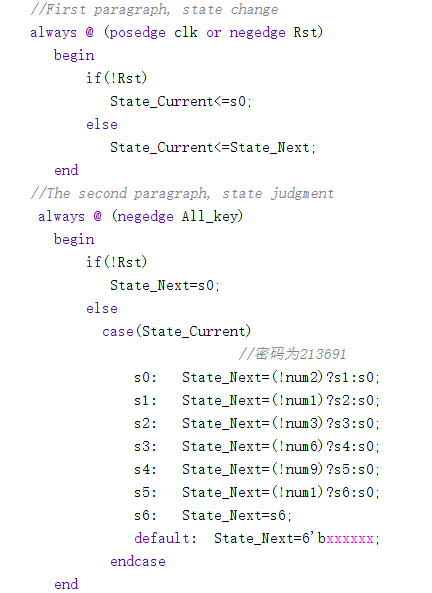 //First paragraph, state change
always @ (posedge clk or negedge Rst)
begin
if(!Rst)
State_Current<=s0;
else
State_Current<=State_Next;
end
//The second paragraph, state judgment
always @ (negedge All_key)
begin
if(!Rst)
State_Next=s0;
else
case(State_Current)
//密码为213691
s0: State_Next=(!num2)?s1:s0;
s1: State_Next=(!num1)?s2:s0;
s2: State_Next=(!num3)?s3:s0;
s3: State_Next=(!num6)?s4:s0;
s4: State_Next=(!num9)?s5:s0;
s5: State_Next=(!num1)?s6:s0;
s6: State_Next=s6;
default: State_Next=6'bxxxxxx;
endcase
end